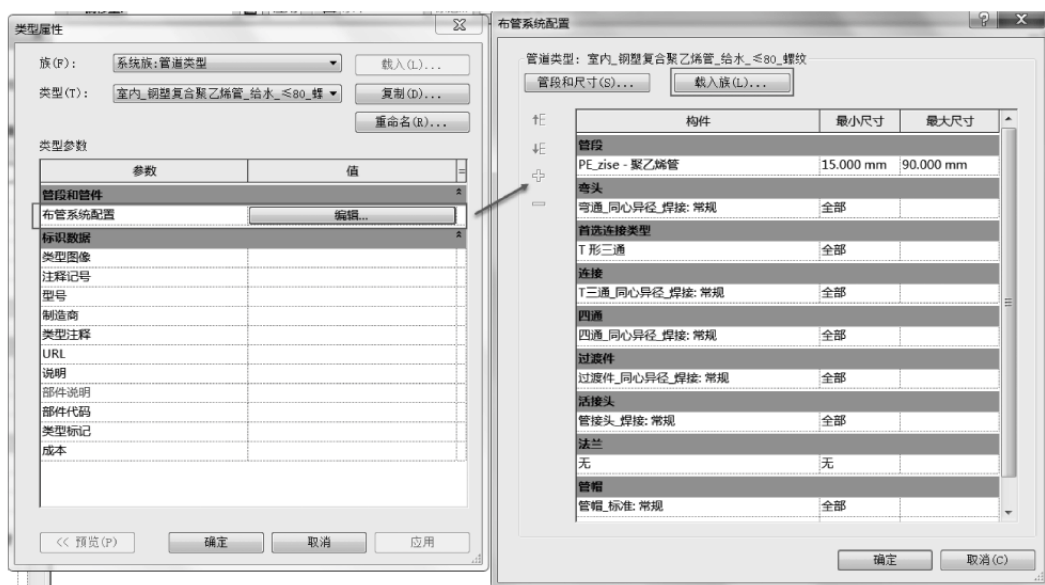 类型属性
族(F):
系统族:管道类型
载入(L)...
类型(T):
室内_钢塑复合聚乙烯管_给水_≤80_螺
复制(D)...
重命名(R)...
类型参数
参数
值
管段和管件
布管系统配置
编辑...
标识数据
类型图像
注释记号
型号
制造商
类型注释
URL
说明
部件说明
部件代码
类型标记
成本
<< 预览(P)
确定
取消
应用
布管系统配置
管道类型: 室内_钢塑复合聚乙烯管_给水_≤80_螺纹
管段和尺寸(S)...
载入族(L)...
构件 最小尺寸 最大尺寸
管段
PE_zise - 聚乙烯管 15.000 mm 90.000 mm
弯头
弯通_同心异径_焊接: 常规 全部
首选连接类型
T 形三通 全部
连接
T三通_同心异径_焊接: 常规 全部
四通
四通_同心异径_焊接: 常规 全部
过渡件
过渡件_同心异径_焊接: 常规 全部
活接头
管接头_焊接: 常规 全部
法兰
无 无
管帽
管帽_标准: 常规 全部
确定
取消(C)